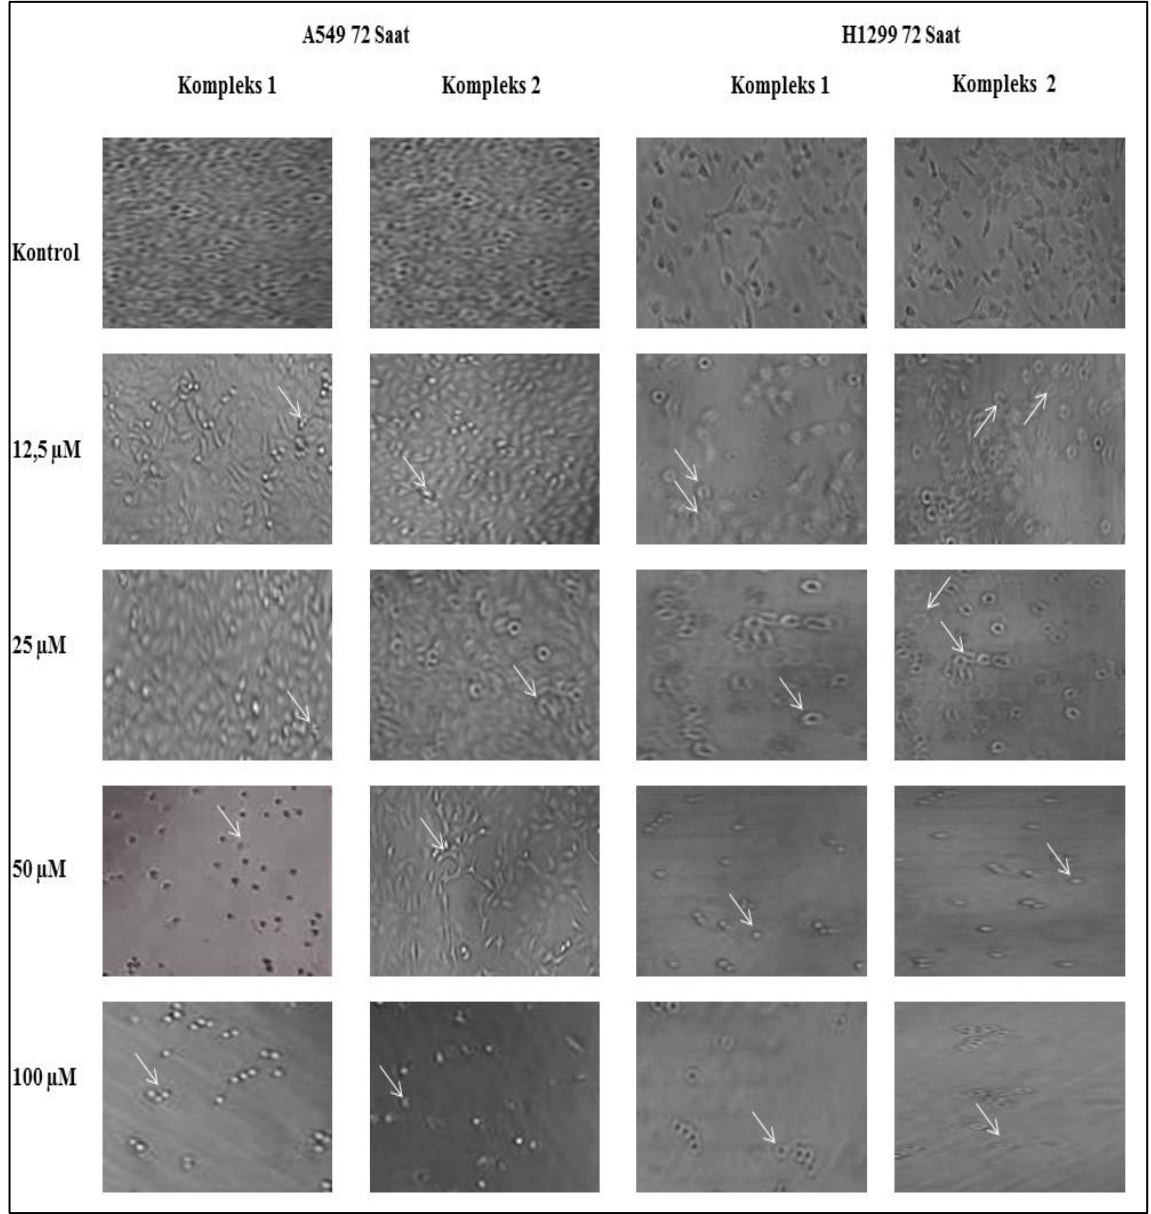 A549 72 Saat
H1299 72 Saat
Kompleks 1
Kompleks 2
Kompleks 1
Kompleks 2
Kontrol
12,5 µM
25 µM
50 µM
100 µM